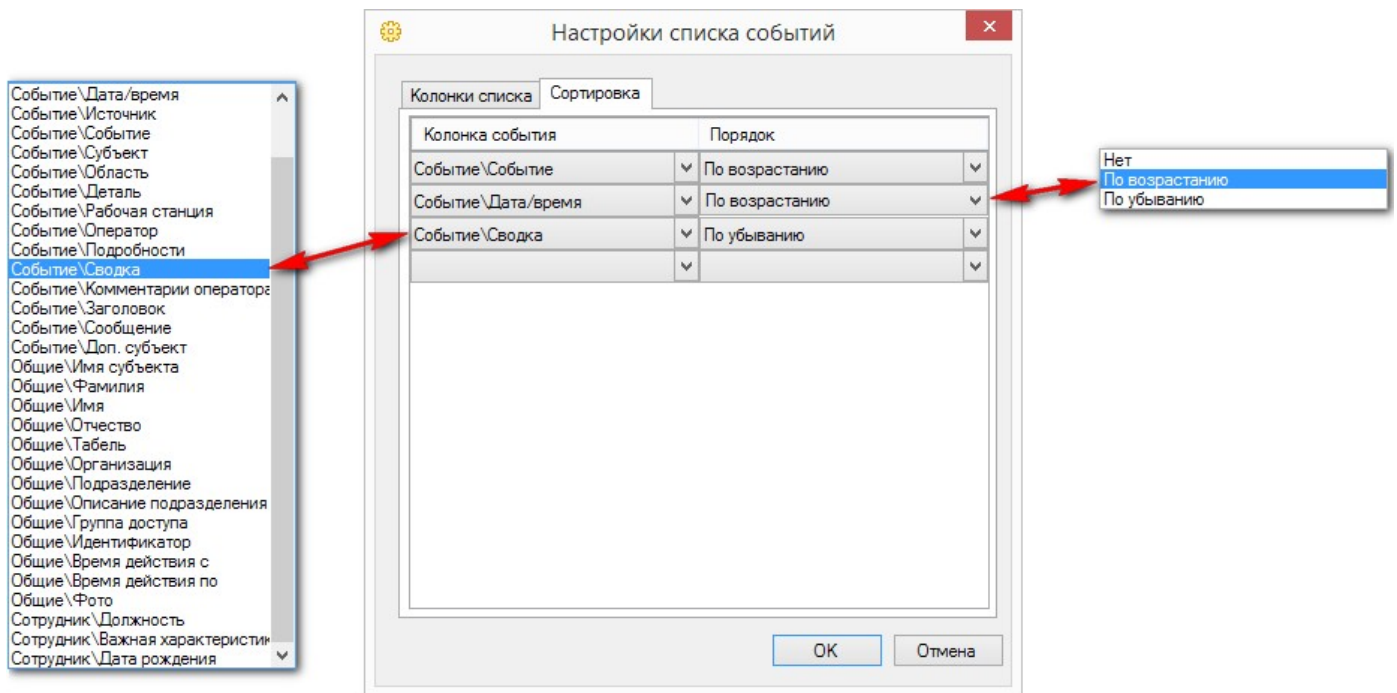 Настройки списка событий
Событие\Дата/время
Событие\Источник
Событие\Событие
Событие\Субъект
Событие\Область
Событие\Деталь
Событие\Рабочая станция
Событие\Оператор
Событие\Подробности
Событие\Сводка
Событие\Комментарии оператора
Событие\Заголовок
Событие\Сообщение
Событие\Доп. субъект
Общие\Имя субъекта
Общие\Фамилия
Общие\Имя
Общие\Отчество
Общие\Табель
Общие\Организация
Общие\Подразделение
Общие\Описание подразделения
Общие\Группа доступа
Общие\Идентификатор
Общие\Время действия с
Общие\Время действия по
Общие\Фото
Сотрудник\Должность
Сотрудник\Важная характеристик
Сотрудник\Дата рождения
Колонки списка Сортировка
Колонка события Порядок
Событие\Событие По возрастанию
Событие\Дата/время По возрастанию
Событие\Сводка По убыванию
OK Отмена
Нет
По возрастанию
По убыванию